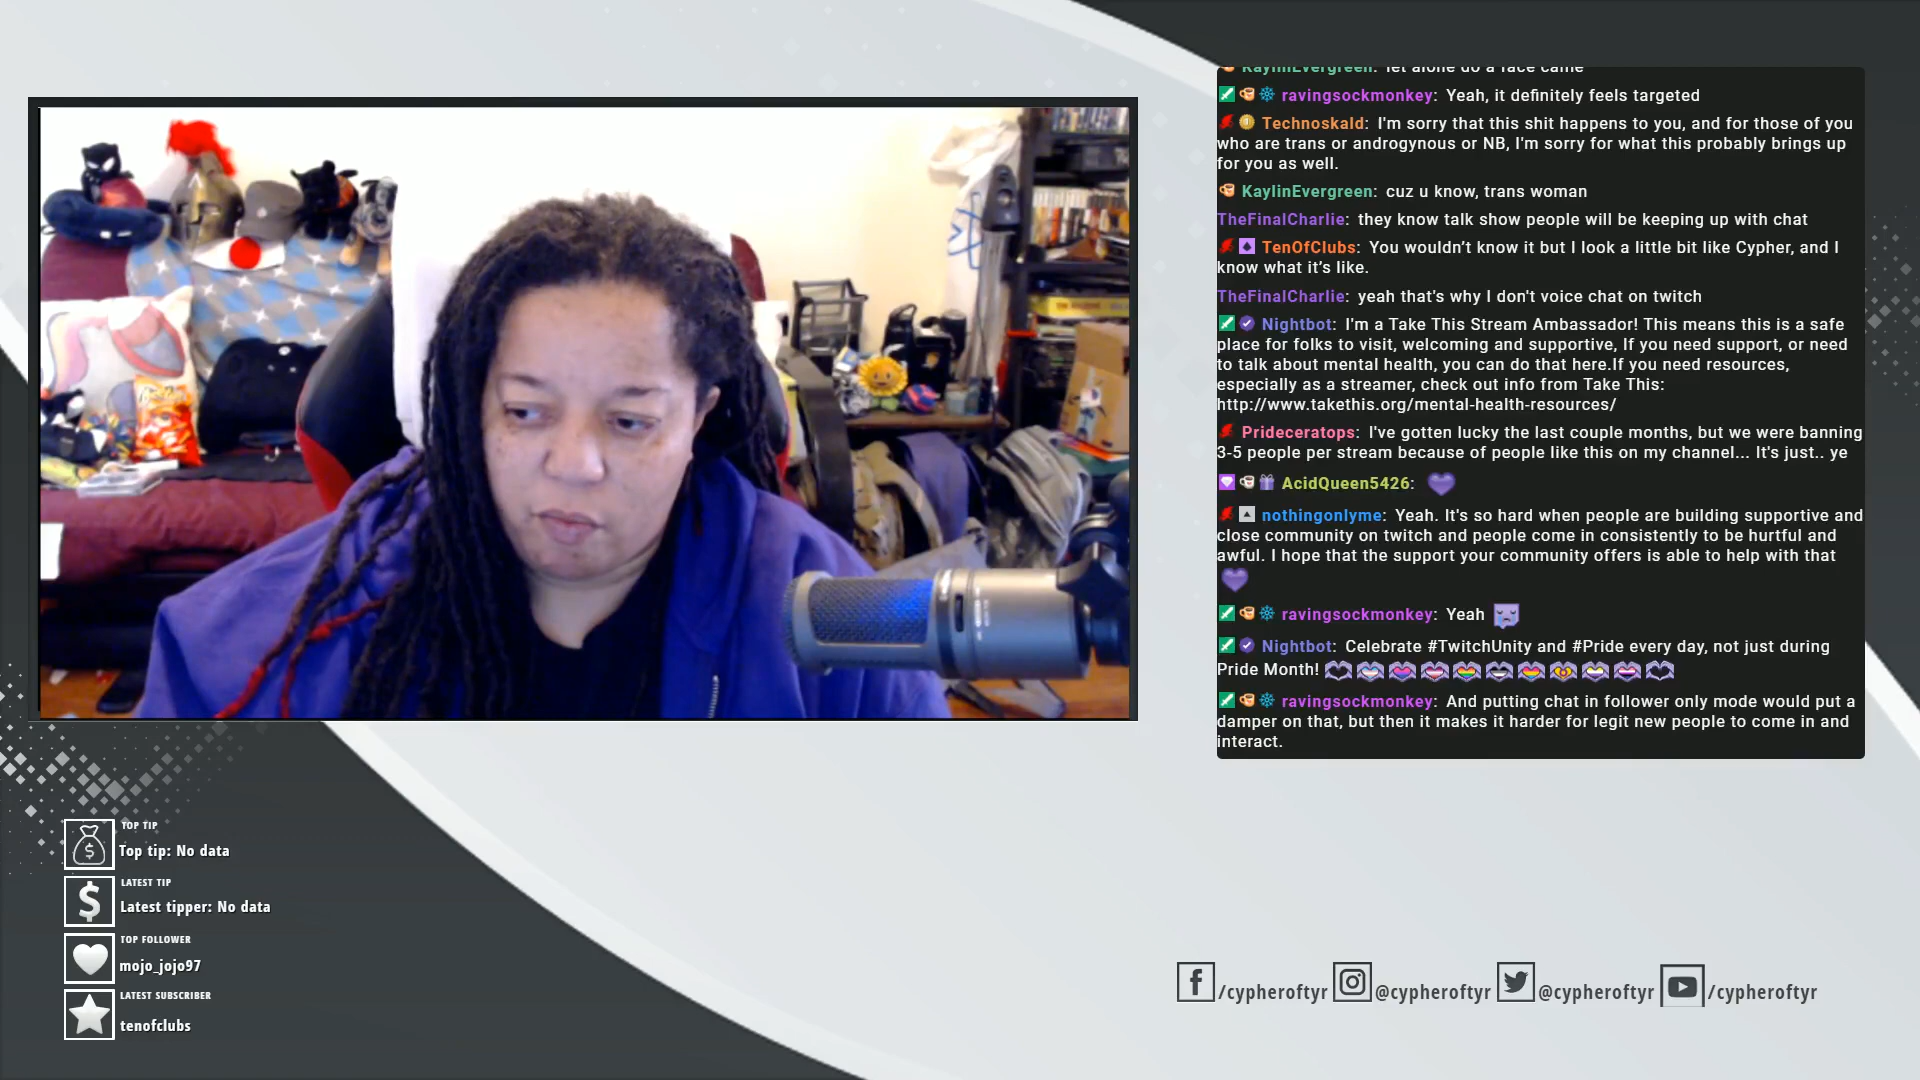 KaylinEvergreen: let alone do a face came
ravingsockmonkey: Yeah, it definitely feels targeted
Technoskald: I'm sorry that this shit happens to you, and for those of you
who are trans or androgynous or NB, I'm sorry for what this probably brings up
for you as well.
KaylinEvergreen: cuz u know, trans woman
TheFinalCharlie: they know talk show people will be keeping up with chat
TenOfClubs: You wouldn’t know it but I look a little bit like Cypher, and I
know what it’s like.
TheFinalCharlie: yeah that's why I don't voice chat on twitch
Nightbot: I'm a Take This Stream Ambassador! This means this is a safe
place for folks to visit, welcoming and supportive, If you need support, or need
to talk about mental health, you can do that here.If you need resources,
especially as a streamer, check out info from Take This:
http://www.takethis.org/mental-health-resources/
Prideceratops: I've gotten lucky the last couple months, but we were banning
3-5 people per stream because of people like this on my channel... It's just.. ye
AcidQueen5426:
nothingonlyme: Yeah. It's so hard when people are building supportive and
close community on twitch and people come in consistently to be hurtful and
awful. I hope that the support your community offers is able to help with that
ravingsockmonkey: Yeah
Nightbot: Celebrate #TwitchUnity and #Pride every day, not just during
Pride Month!
ravingsockmonkey: And putting chat in follower only mode would put a
damper on that, but then it makes it harder for legit new people to come in and
interact.
TOP TIP
Top tip: No data
LATEST TIP
Latest tipper: No data
TOP FOLLOWER
mojo_jojo97
LATEST SUBSCRIBER
tenofclubs
/cypheroftyr @cypheroftyr @cypheroftyr /cypheroftyr